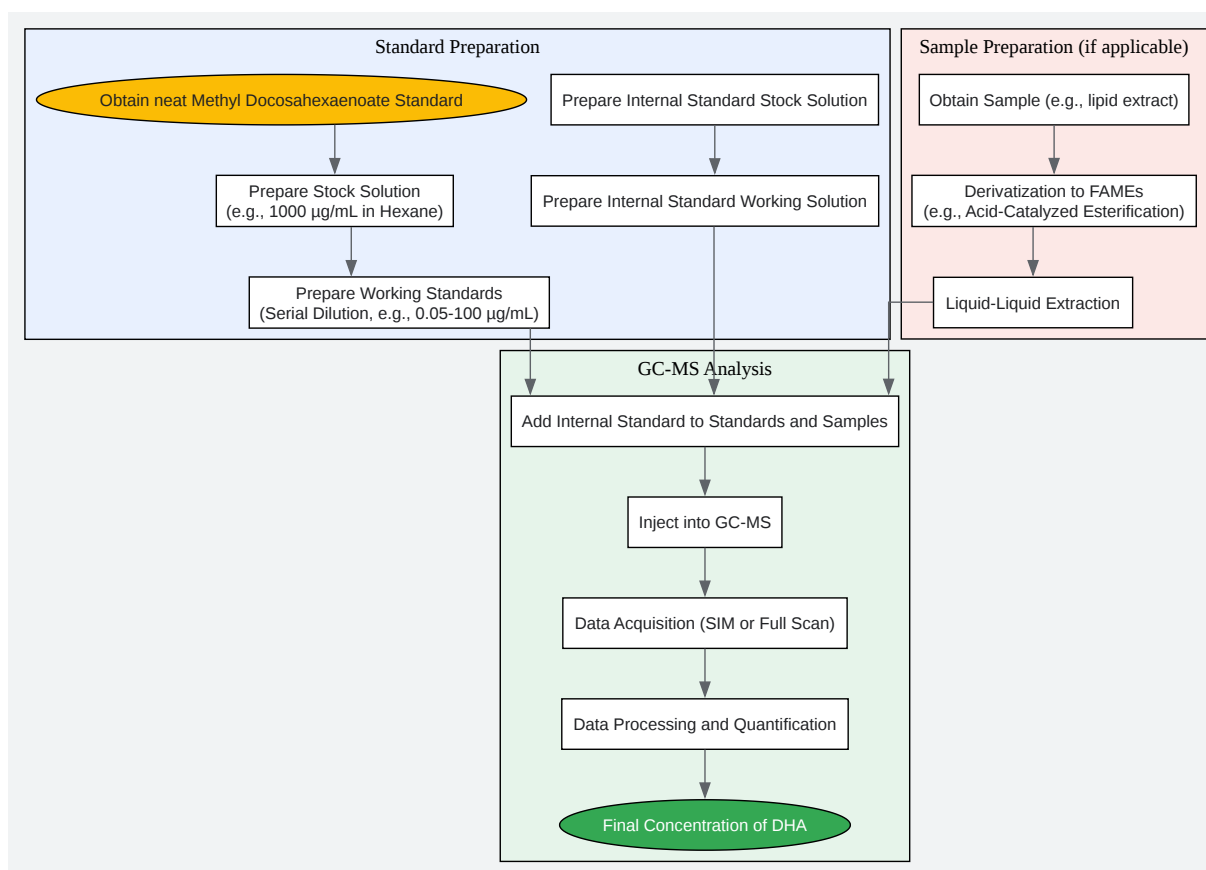 Standard Preparation
Obtain neat Methyl Docosahexaenoate Standard
Prepare Stock Solution
(e.g., 1000 µg/mL in Hexane)
Prepare Working Standards
(Serial Dilution, e.g., 0.05-100 µg/mL)
Prepare Internal Standard Stock Solution
Prepare Internal Standard Working Solution
Sample Preparation (if applicable)
Obtain Sample (e.g., lipid extract)
Derivatization to FAMEs
(e.g., Acid-Catalyzed Esterification)
Liquid-Liquid Extraction
GC-MS Analysis
Add Internal Standard to Standards and Samples
Inject into GC-MS
Data Acquisition (SIM or Full Scan)
Data Processing and Quantification
Final Concentration of DHA